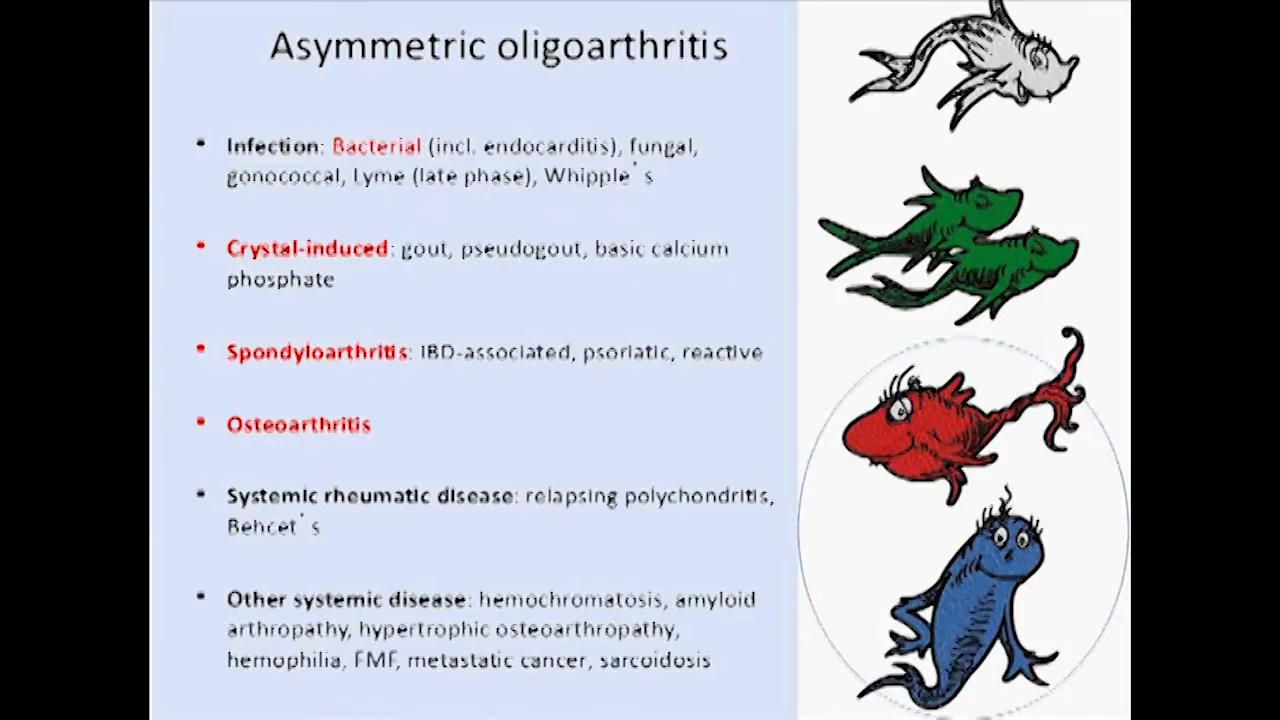 Asymmetric oligoarthritis
• Infection: Bacterial (incl. endocarditis), fungal,
gonococcal, Lyme (late phase), Whipple's
• Crystal-induced: gout, pseudogout, basic calcium
phosphate
• Spondyloarthritis: IBD-associated, psoriatic, reactive
• Osteoarthritis
• Systemic rheumatic disease: relapsing polychondritis,
Behcet's
• Other systemic disease: hemochromatosis, amyloid
arthropathy, hypertrophic osteoarthropathy,
hemophilia, FMF, metastatic cancer, sarcoidosis